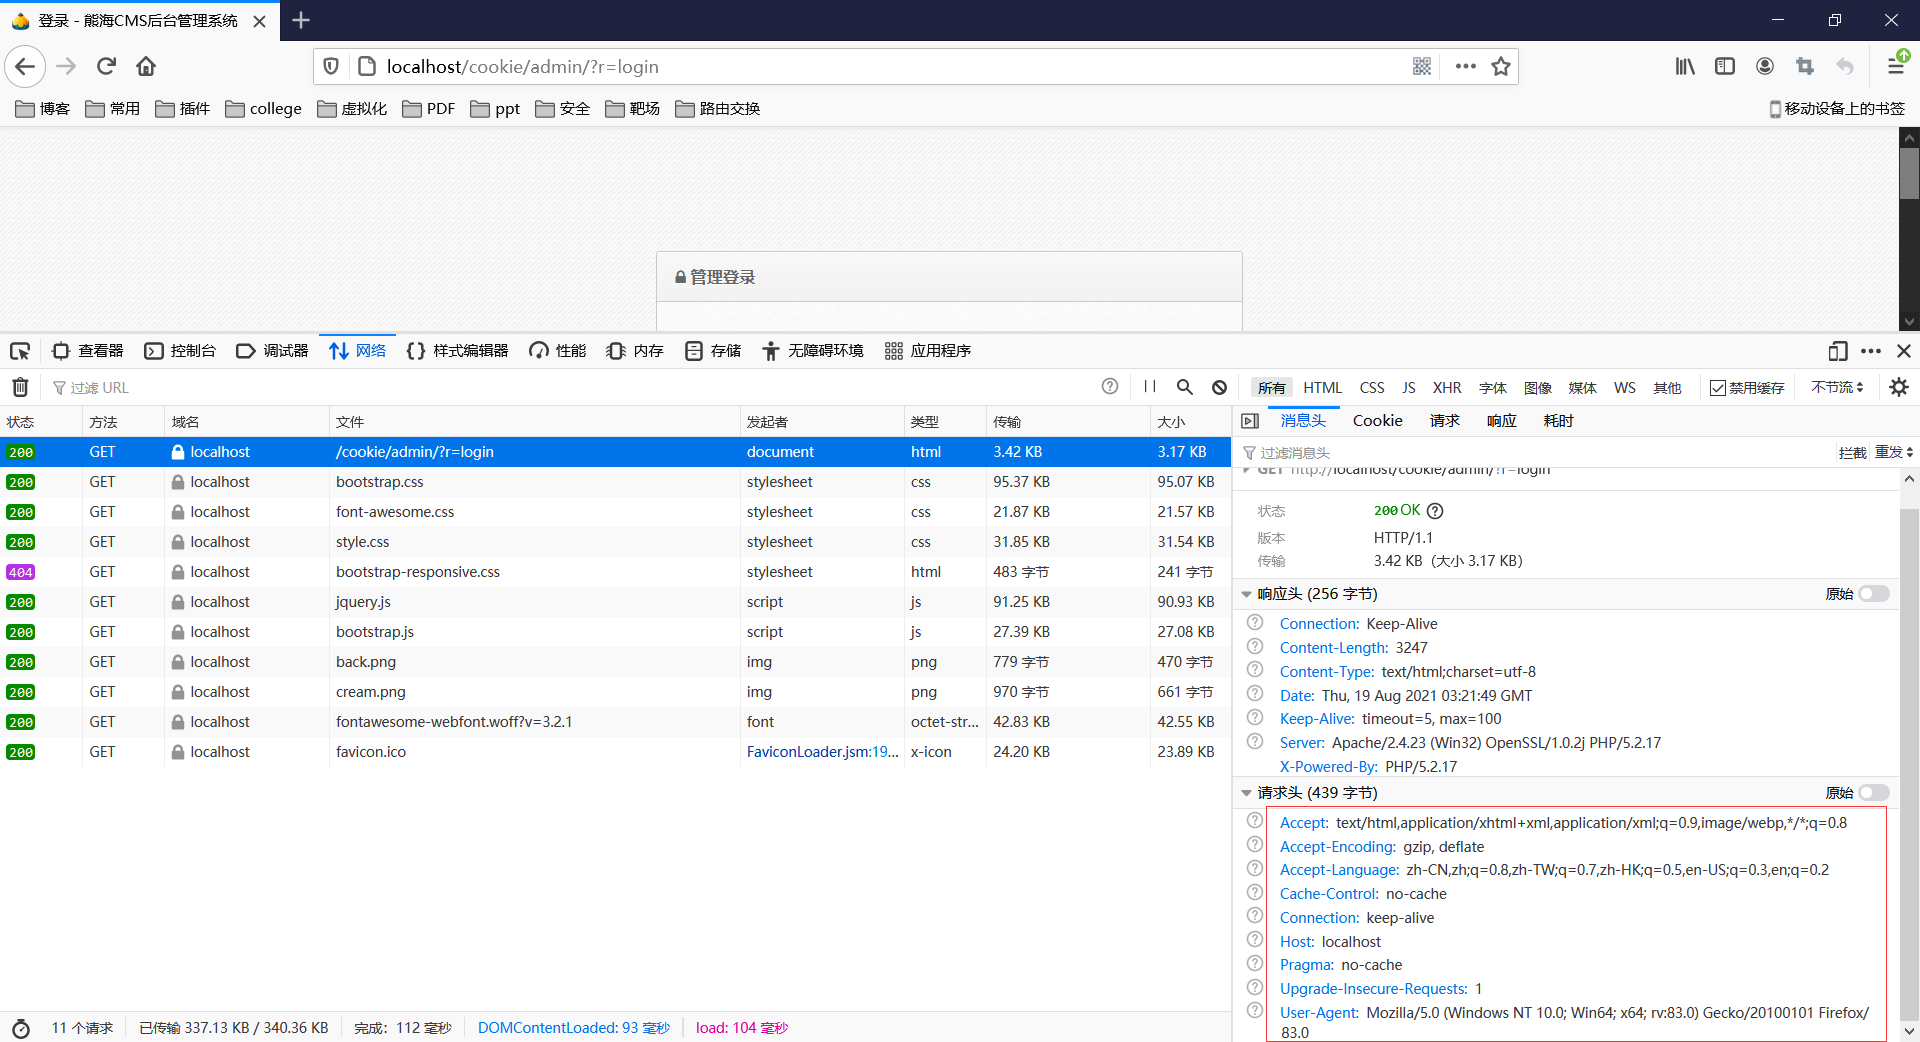 登录 - 熊海CMS后台管理系统
localhost/cookie/admin/?r=login
博客 常用 插件 college 虚拟化 PDF ppt 安全 靶场 路由交换 移动设备上的书签
管理登录
查看器 控制台 调试器 网络 样式编辑器 性能 内存 存储 无障碍环境 应用程序
过滤 URL 所有 HTML CSS JS XHR 字体 图像 媒体 WS 其他 禁用缓存 不节流
状态 方法 域名 文件 发起者 类型 传输 大小
200 GET localhost /cookie/admin/?r=login document html 3.42 KB 3.17 KB
200 GET localhost bootstrap.css stylesheet css 95.37 KB 95.07 KB
200 GET localhost font-awesome.css stylesheet css 21.87 KB 21.57 KB
200 GET localhost style.css stylesheet css 31.85 KB 31.54 KB
404 GET localhost bootstrap-responsive.css stylesheet html 483 字节 241 字节
200 GET localhost jquery.js script js 91.25 KB 90.93 KB
200 GET localhost bootstrap.js script js 27.39 KB 27.08 KB
200 GET localhost back.png img png 779 字节 470 字节
200 GET localhost cream.png img png 970 字节 661 字节
200 GET localhost fontawesome-webfont.woff?v=3.2.1 font octet-str... 42.83 KB 42.55 KB
200 GET localhost favicon.ico FaviconLoader.jsm:19... x-icon 24.20 KB 23.89 KB
11 个请求 已传输 337.13 KB / 340.36 KB 完成：112 毫秒 DOMContentLoaded: 93 毫秒 load: 104 毫秒
消息头 Cookie 请求 响应 耗时
过滤消息头 拦截 重发
GET http://localhost/cookie/admin/?r=login
状态 200 OK
版本 HTTP/1.1
传输 3.42 KB（大小 3.17 KB）
响应头 (256 字节) 原始
Connection: Keep-Alive
Content-Length: 3247
Content-Type: text/html;charset=utf-8
Date: Thu, 19 Aug 2021 03:21:49 GMT
Keep-Alive: timeout=5, max=100
Server: Apache/2.4.23 (Win32) OpenSSL/1.0.2j PHP/5.2.17
X-Powered-By: PHP/5.2.17
请求头 (439 字节) 原始
Accept: text/html,application/xhtml+xml,application/xml;q=0.9,image/webp,*/*;q=0.8
Accept-Encoding: gzip, deflate
Accept-Language: zh-CN,zh;q=0.8,zh-TW;q=0.7,zh-HK;q=0.5,en-US;q=0.3,en;q=0.2
Cache-Control: no-cache
Connection: keep-alive
Host: localhost
Pragma: no-cache
Upgrade-Insecure-Requests: 1
User-Agent: Mozilla/5.0 (Windows NT 10.0; Win64; x64; rv:83.0) Gecko/20100101 Firefox/
83.0